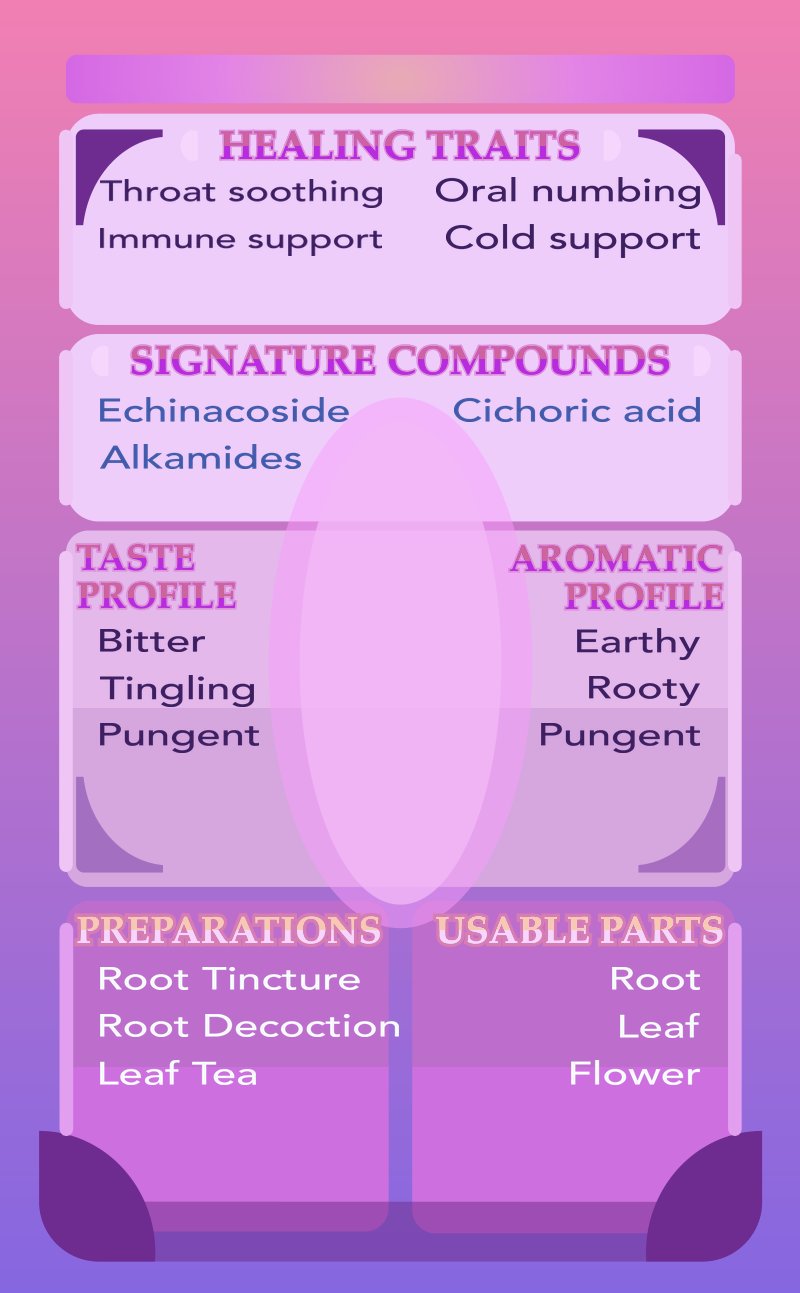 HEALING TRAITS
Throat soothing Oral numbing
Immune support Cold support
SIGNATURE COMPOUNDS
Echinacoside Cichoric acid
Alkamides
TASTE
PROFILE
Bitter
Tingling
Pungent
AROMATIC
PROFILE
Earthy
Rooty
Pungent
PREPARATIONS
Root Tincture
Root Decoction
Leaf Tea
USABLE PARTS
Root
Leaf
Flower